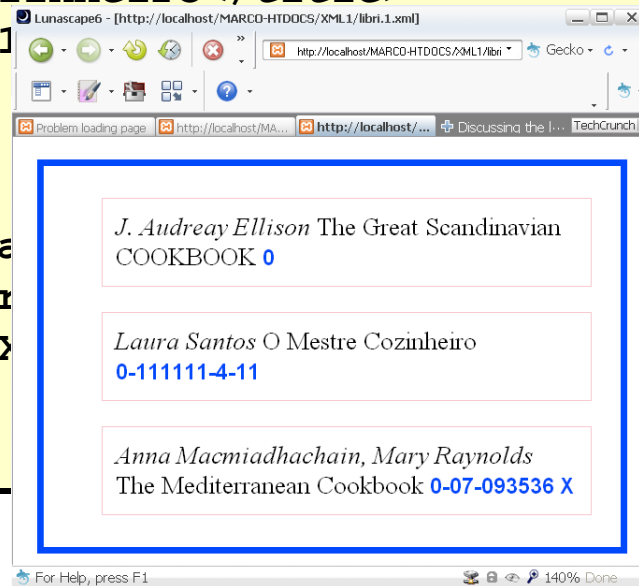 Lunascape6 - [http://localhost/MARCO-HTDOCS/XML1/libri.1.xml]
http://localhost/MARCO-HTDOCS/XML1/libri Gecko
Problem loading page http://localhost/MA... http://localhost/... Discussing the l... TechCrunch
J. Audreay Ellison The Great Scandinavian
COOKBOOK 0
Laura Santos O Mestre Cozinheiro
0-111111-4-11
Anna Macmiadhachain, Mary Raynolds
The Mediterranean Cookbook 0-07-093536 X
For Help, press F1 140% Done